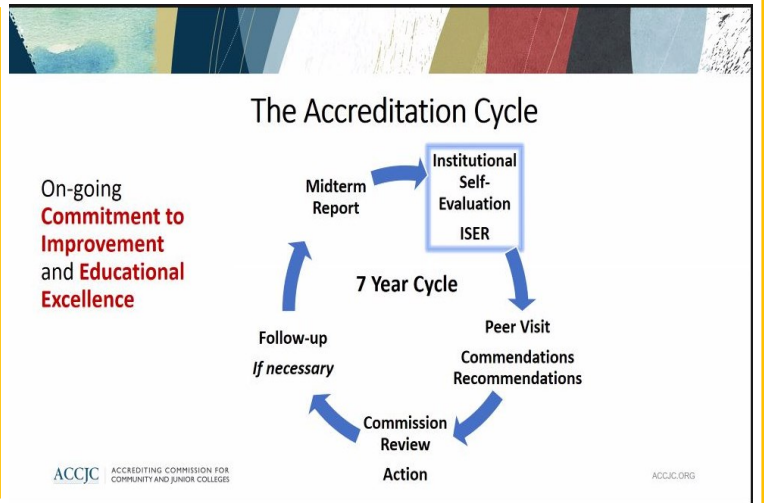 The Accreditation Cycle
On-going
Commitment to
Improvement
and Educational
Excellence
Institutional
Self-
Evaluation
ISER
Peer Visit
Commendations
Recommendations
Commission
Review
Action
Follow-up
If necessary
Midterm
Report
7 Year Cycle
ACCJC
ACCREDITING COMMISSION FOR
COMMUNITY AND JUNIOR COLLEGES
ACCJC.ORG